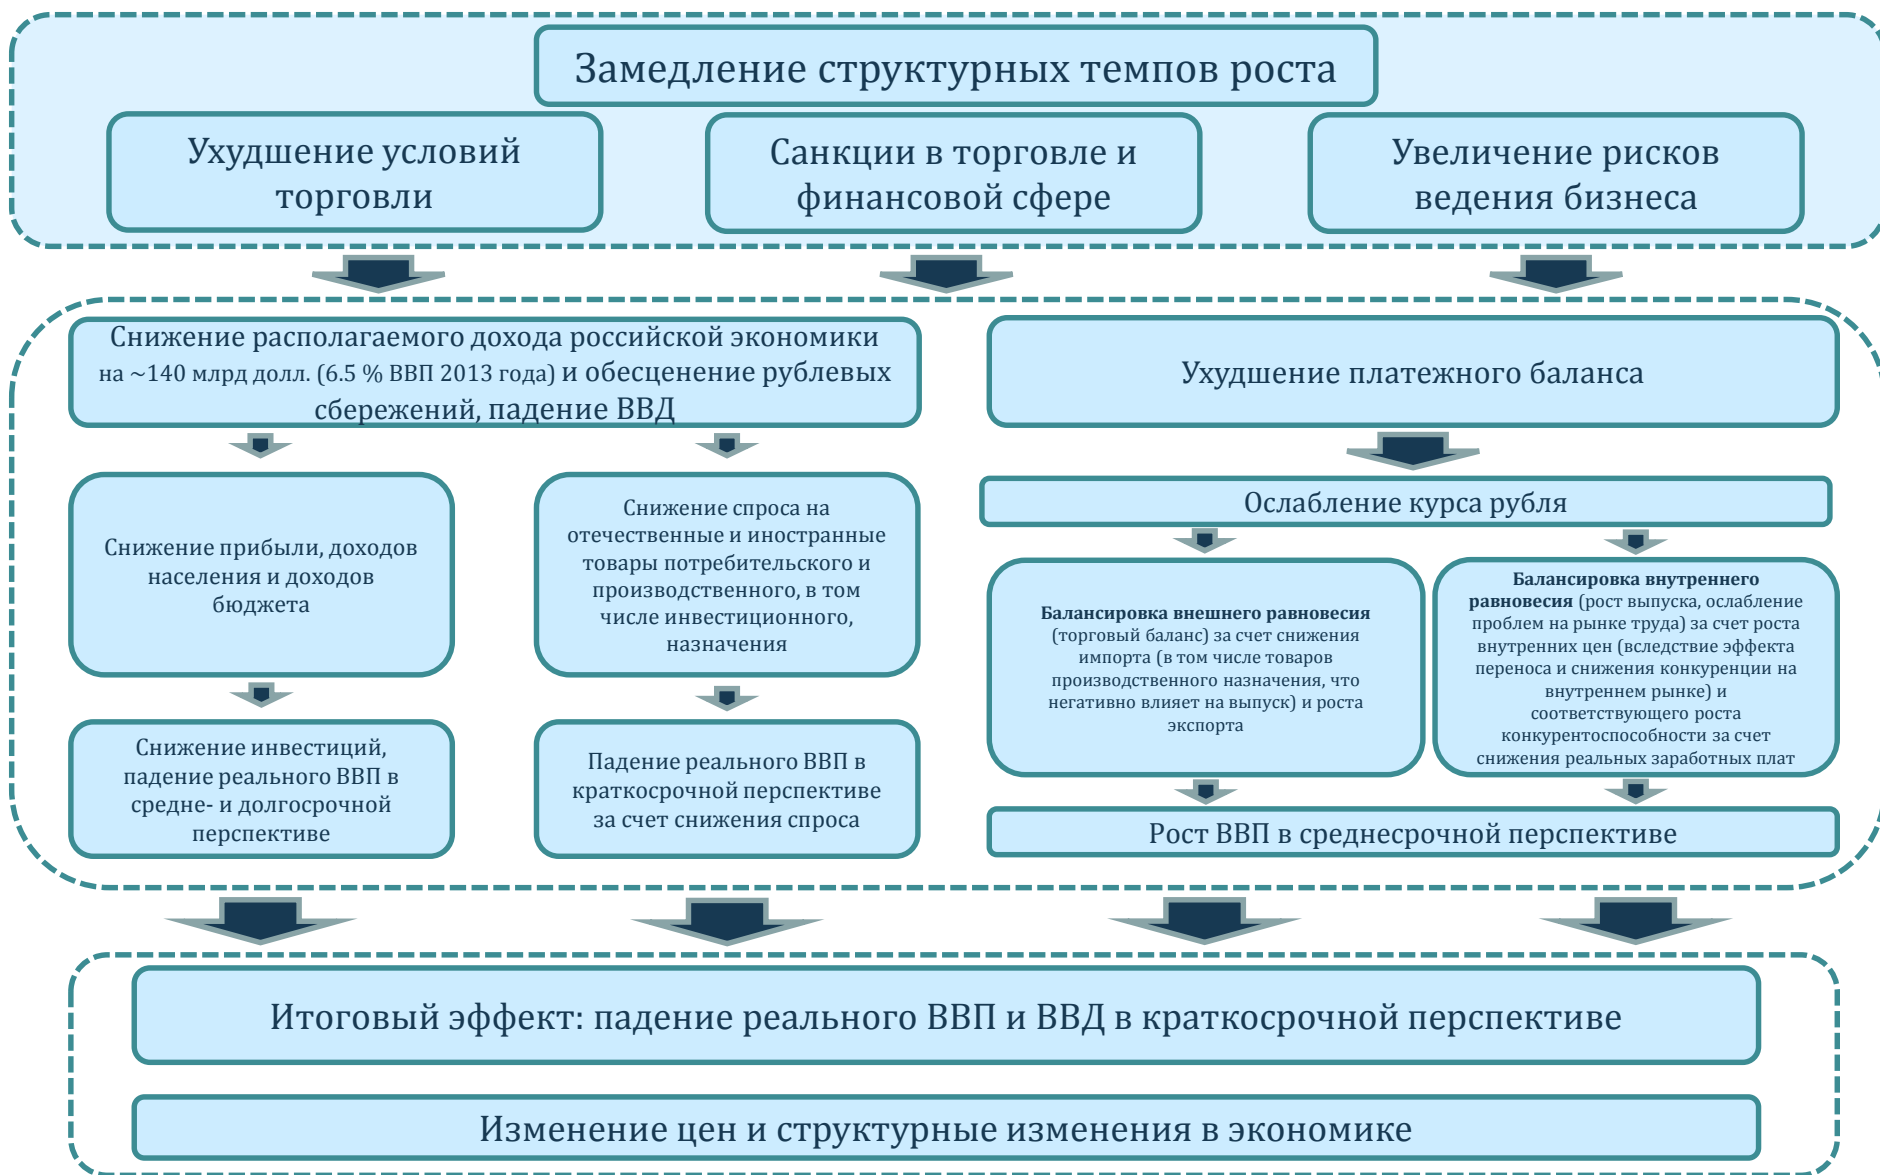 Замедление структурных темпов роста
Ухудшение условий
торговли
Санкции в торговле и
финансовой сфере
Увеличение рисков
ведения бизнеса
Снижение располагаемого дохода российской экономики
на ~140 млрд долл. (6.5 % ВВП 2013 года) и обесценение рублевых
сбережений, падение ВВД
Ухудшение платежного баланса
Снижение прибыли, доходов
населения и доходов
бюджета
Снижение спроса на
отечественные и иностранные
товары потребительского и
производственного, в том
числе инвестиционного,
назначения
Ослабление курса рубля
Балансировка внешнего равновесия
(торговый баланс) за счет снижения
импорта (в том числе товаров
производственного назначения, что
негативно влияет на выпуск) и роста
экспорта
Балансировка внутреннего
равновесия (рост выпуска, ослабление
проблем на рынке труда) за счет роста
внутренних цен (вследствие эффекта
переноса и снижения конкуренции на
внутреннем рынке) и
соответствующего роста
конкурентоспособности за счет
снижения реальных заработных плат
Снижение инвестиций,
падение реального ВВП в
средне- и долгосрочной
перспективе
Падение реального ВВП в
краткосрочной перспективе
за счет снижения спроса
Рост ВВП в среднесрочной перспективе
Итоговый эффект: падение реального ВВП и ВВД в краткосрочной перспективе
Изменение цен и структурные изменения в экономике